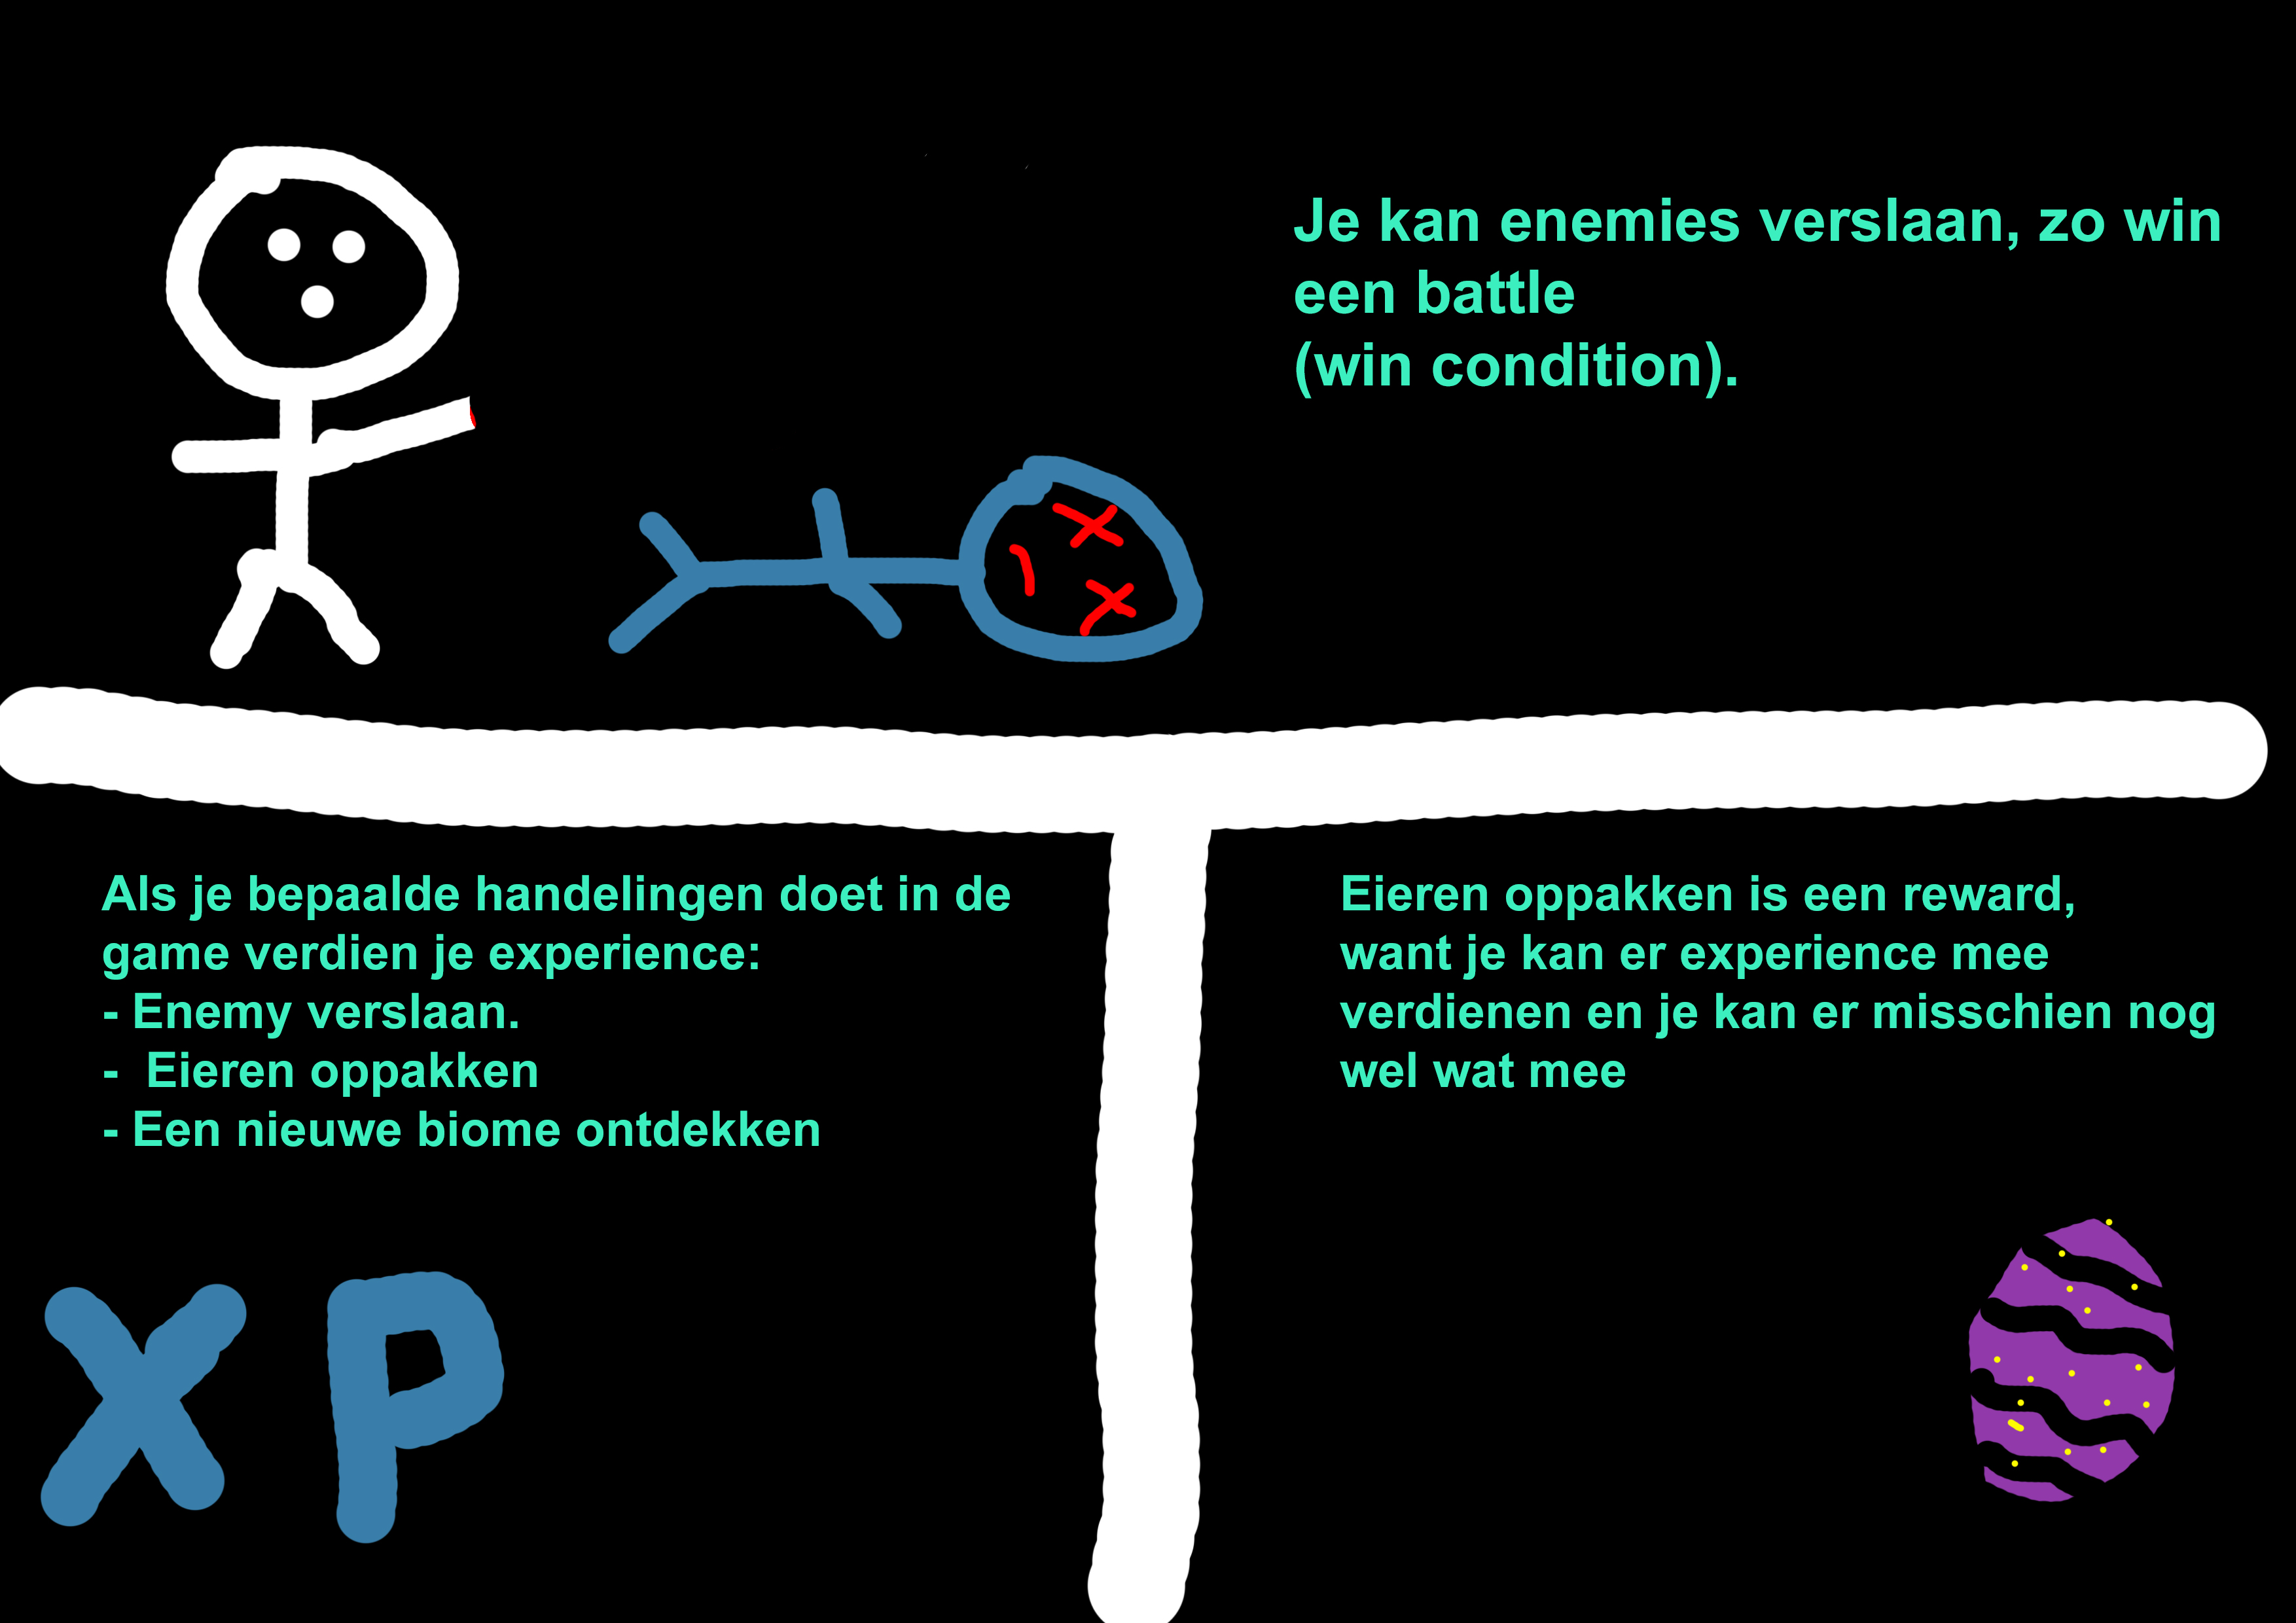 Je kan enemies verslaan, zo win
een battle
(win condition).
Als je bepaalde handelingen doet in de
game verdien je experience:
- Enemy verslaan.
-  Eieren oppakken
- Een nieuwe biome ontdekken
XP
Eieren oppakken is een reward,
want je kan er experience mee
verdienen en je kan er misschien nog
wel wat mee